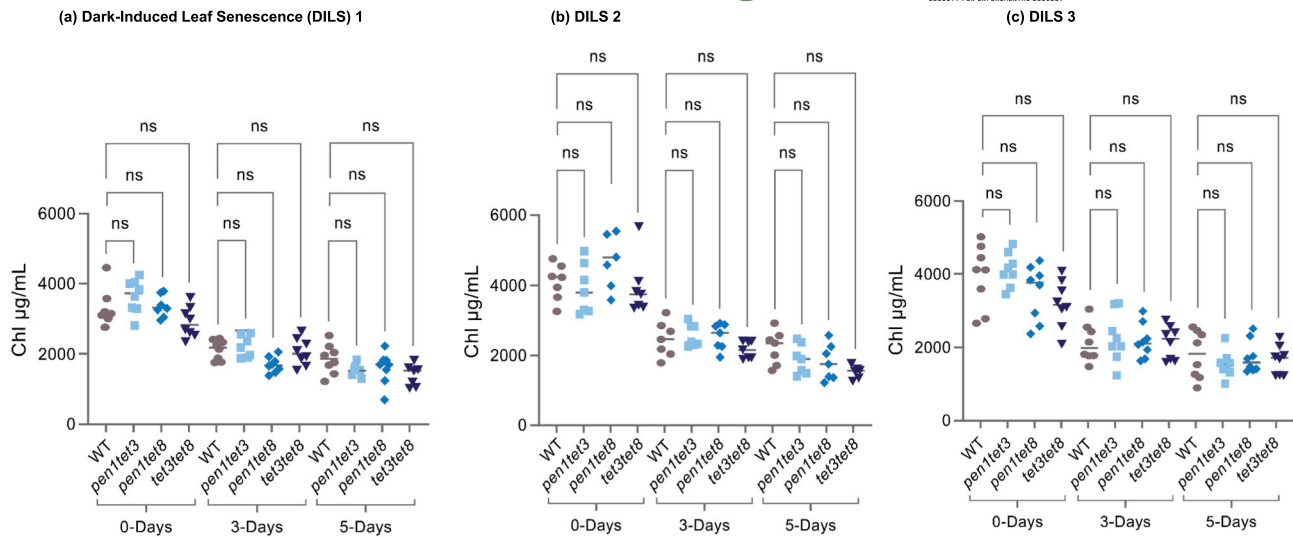 (a) Dark-Induced Leaf Senescence (DILS) 1
ns
ns
ns
ns
ns
ns
ns
ns
ns
6000
4000
2000
0
Chl µg/mL
WT
pen1tet3
pen1tet8
tet3tet8
WT
pen1tet3
pen1tet8
tet3tet8
WT
pen1tet3
pen1tet8
tet3tet8
0-Days
3-Days
5-Days
(b) DILS 2
ns
ns
ns
ns
ns
ns
ns
ns
ns
6000
4000
2000
0
Chl µg/mL
WT
pen1tet3
pen1tet8
tet3tet8
WT
pen1tet3
pen1tet8
tet3tet8
WT
pen1tet3
pen1tet8
tet3tet8
0-Days
3-Days
5-Days
(c) DILS 3
ns
ns
ns
ns
ns
ns
ns
ns
ns
6000
4000
2000
0
Chl µg/mL
WT
pen1tet3
pen1tet8
tet3tet8
WT
pen1tet3
pen1tet8
tet3tet8
WT
pen1tet3
pen1tet8
tet3tet8
0-Days
3-Days
5-Days